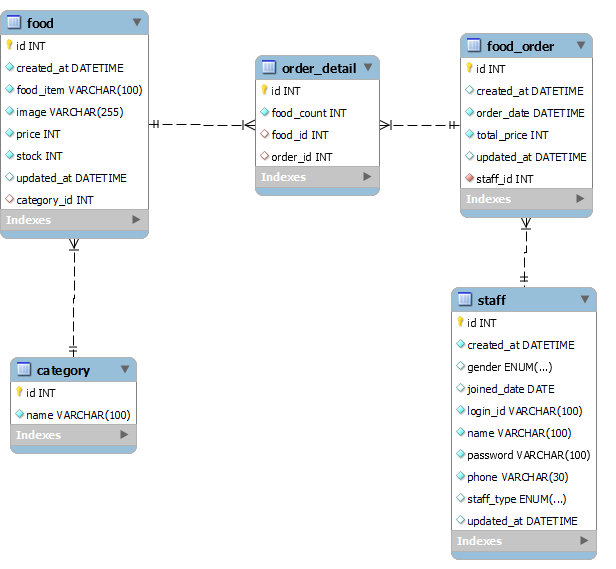 food
id INT
created_at DATETIME
food_item VARCHAR(100)
image VARCHAR(255)
price INT
stock INT
updated_at DATETIME
category_id INT
Indexes
order_detail
id INT
food_count INT
food_id INT
order_id INT
Indexes
food_order
id INT
created_at DATETIME
order_date DATETIME
total_price INT
updated_at DATETIME
staff_id INT
Indexes
category
id INT
name VARCHAR(100)
Indexes
staff
id INT
created_at DATETIME
gender ENUM(...)
joined_date DATE
login_id VARCHAR(100)
name VARCHAR(100)
password VARCHAR(100)
phone VARCHAR(30)
staff_type ENUM(...)
updated_at DATETIME
Indexes